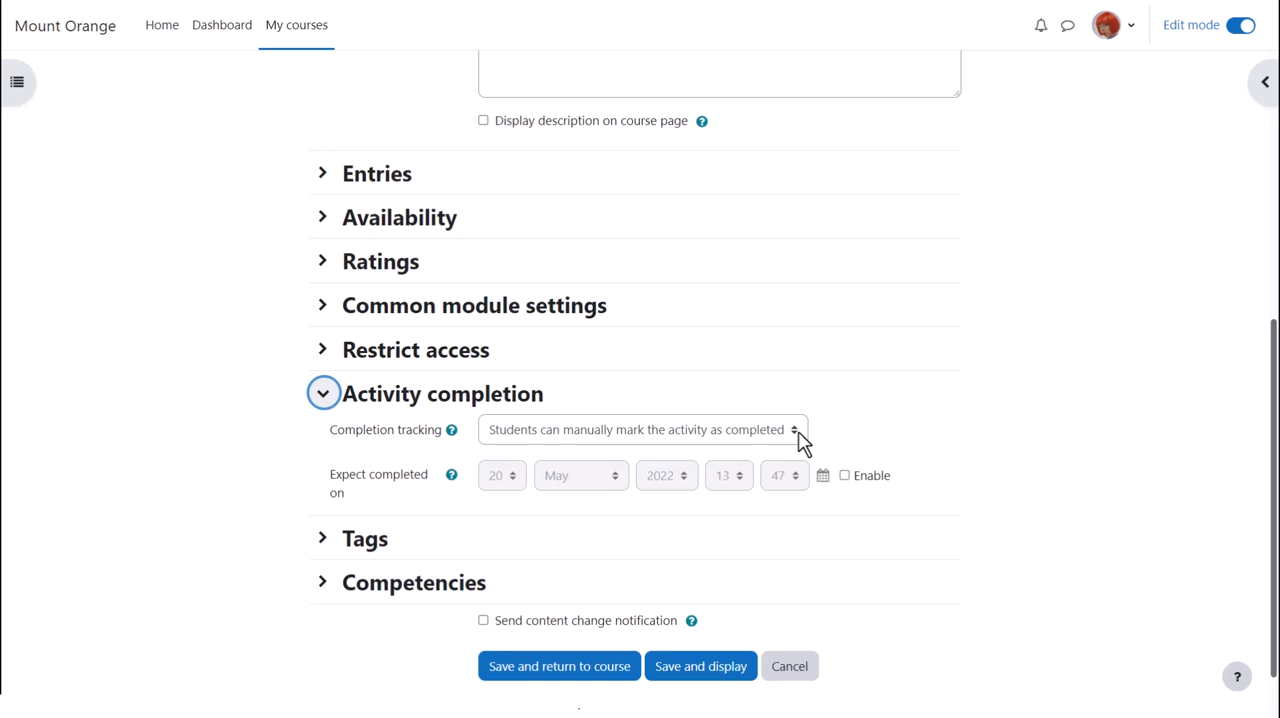 Mount Orange Home Dashboard My courses Edit mode
Display description on course page ?
Entries
Availability
Ratings
Common module settings
Restrict access
Activity completion
Completion tracking ? Students can manually mark the activity as completed
Expect completed on ? 20 May 2022 13 47 Enable
Tags
Competencies
Send content change notification ?
Save and return to course Save and display Cancel
?